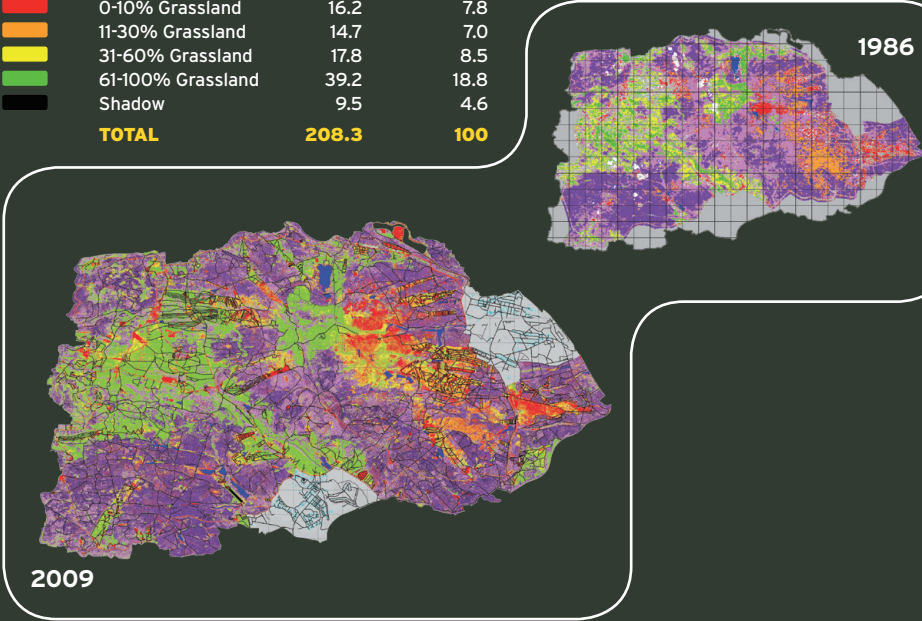 0-10% Grassland 16.2 7.8
11-30% Grassland 14.7 7.0
31-60% Grassland 17.8 8.5
61-100% Grassland 39.2 18.8
Shadow 9.5 4.6
TOTAL 208.3 100
1986
2009